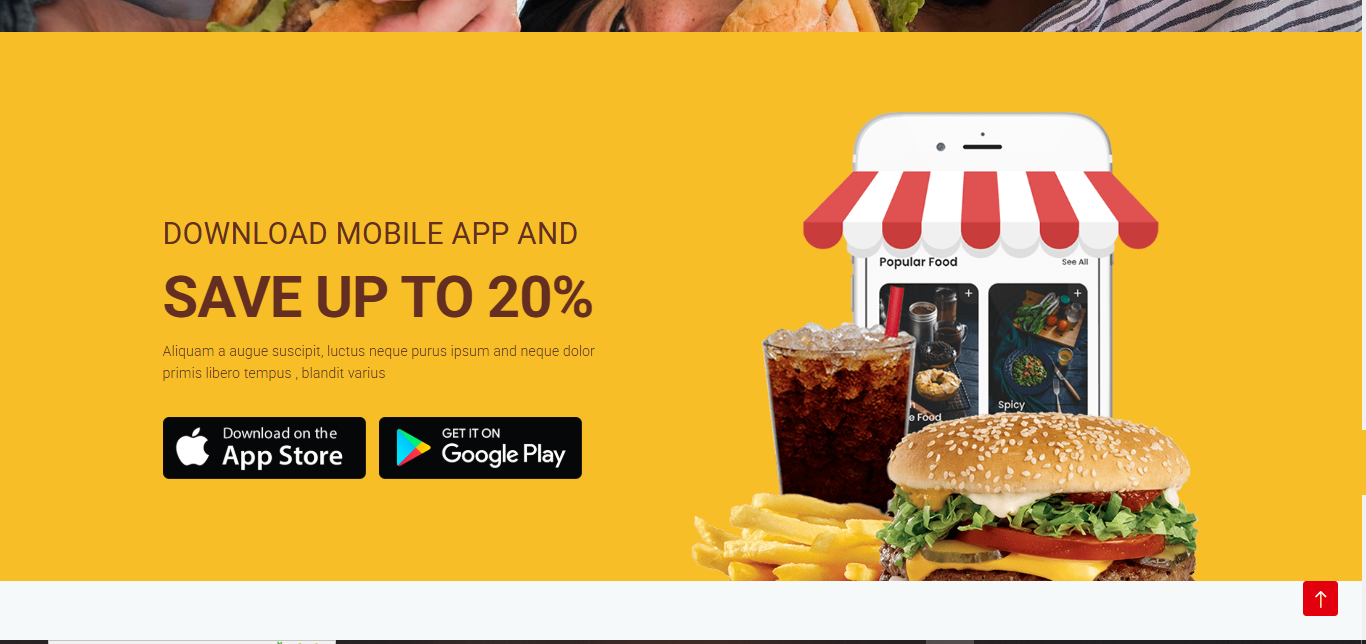 DOWNLOAD MOBILE APP AND
SAVE UP TO 20%
Aliquam a augue suscipit, luctus neque purus ipsum and neque dolor
primis libero tempus , blandit varius
Download on the
App Store
GET IT ON
Google Play
Popular Food
See All
Food
Spicy